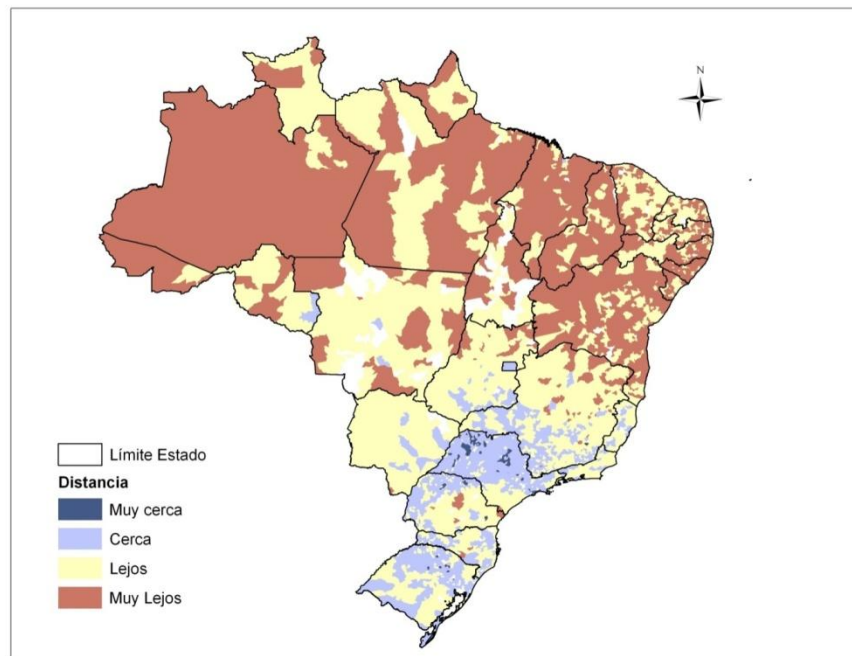 N
Límite Estado
Distancia
Muy cerca
Cerca
Lejos
Muy Lejos